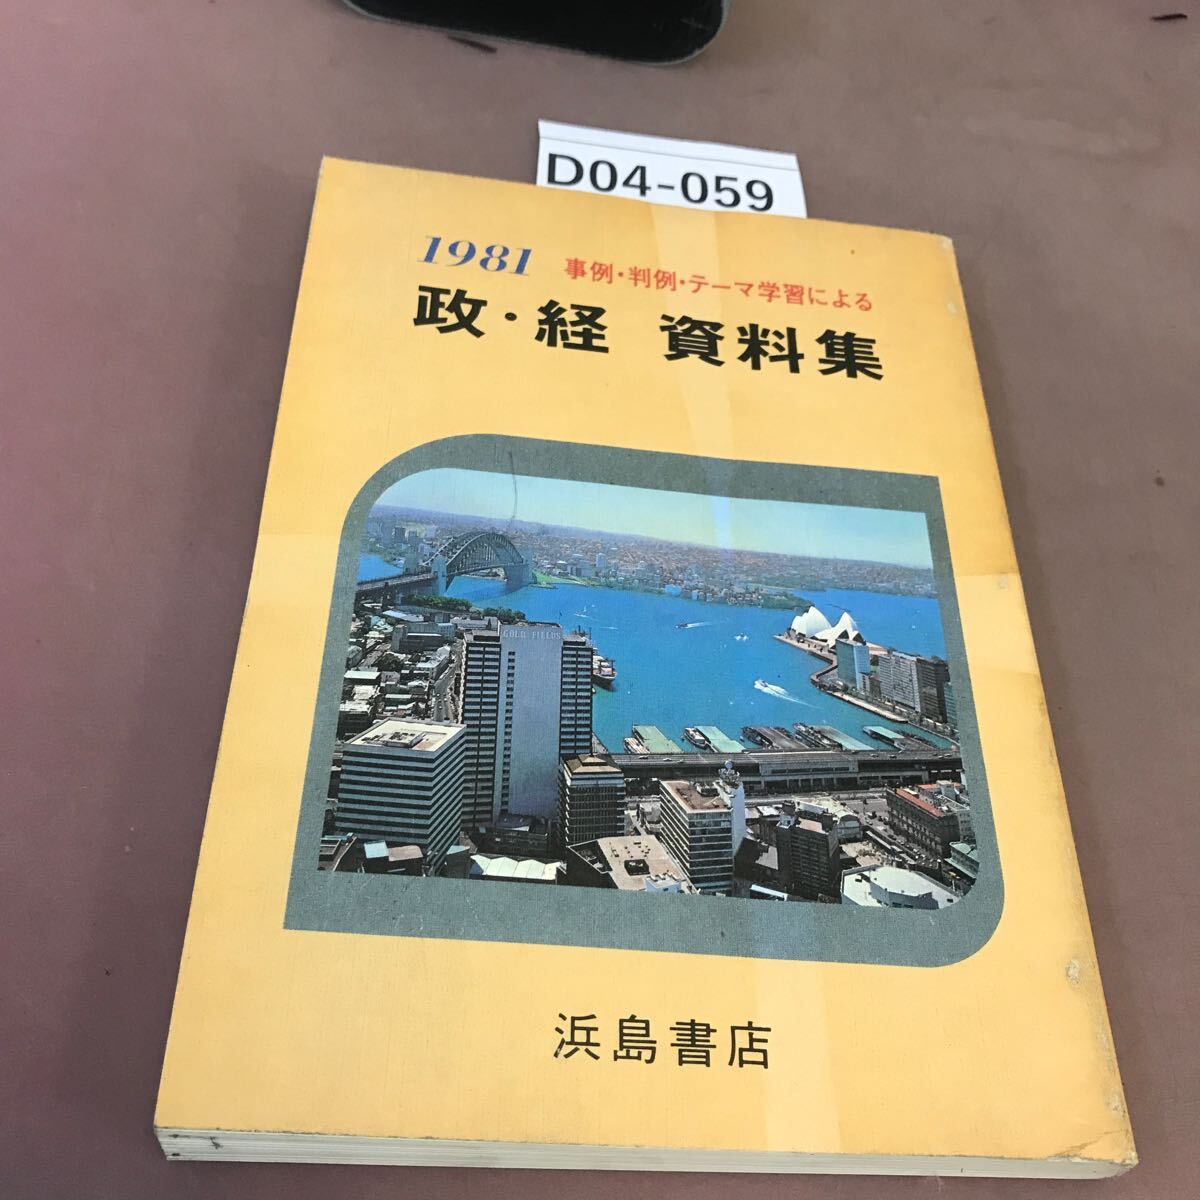 D04-059
1981 事例・判例・テーマ学習による
政・経 資料集
GOLD FIELDS
浜島書店